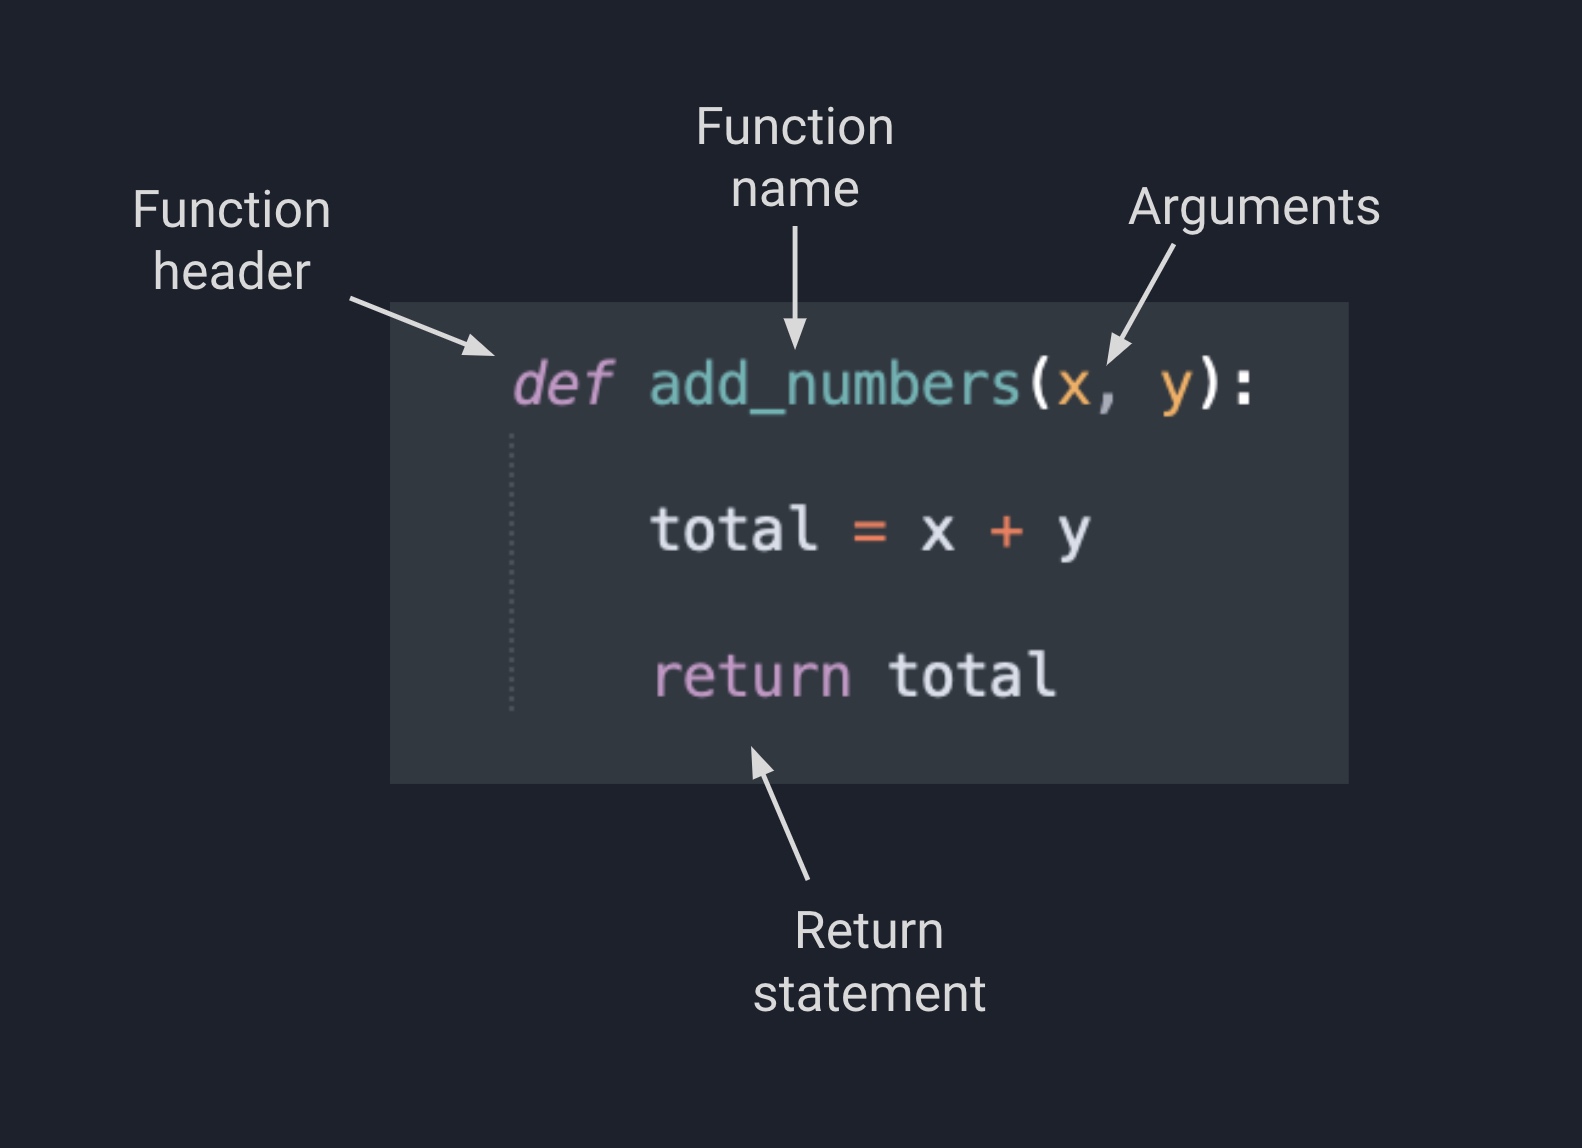 Function
name
Function
header
Arguments
def add_numbers(x, y):
total = x + y
return total
Return
statement